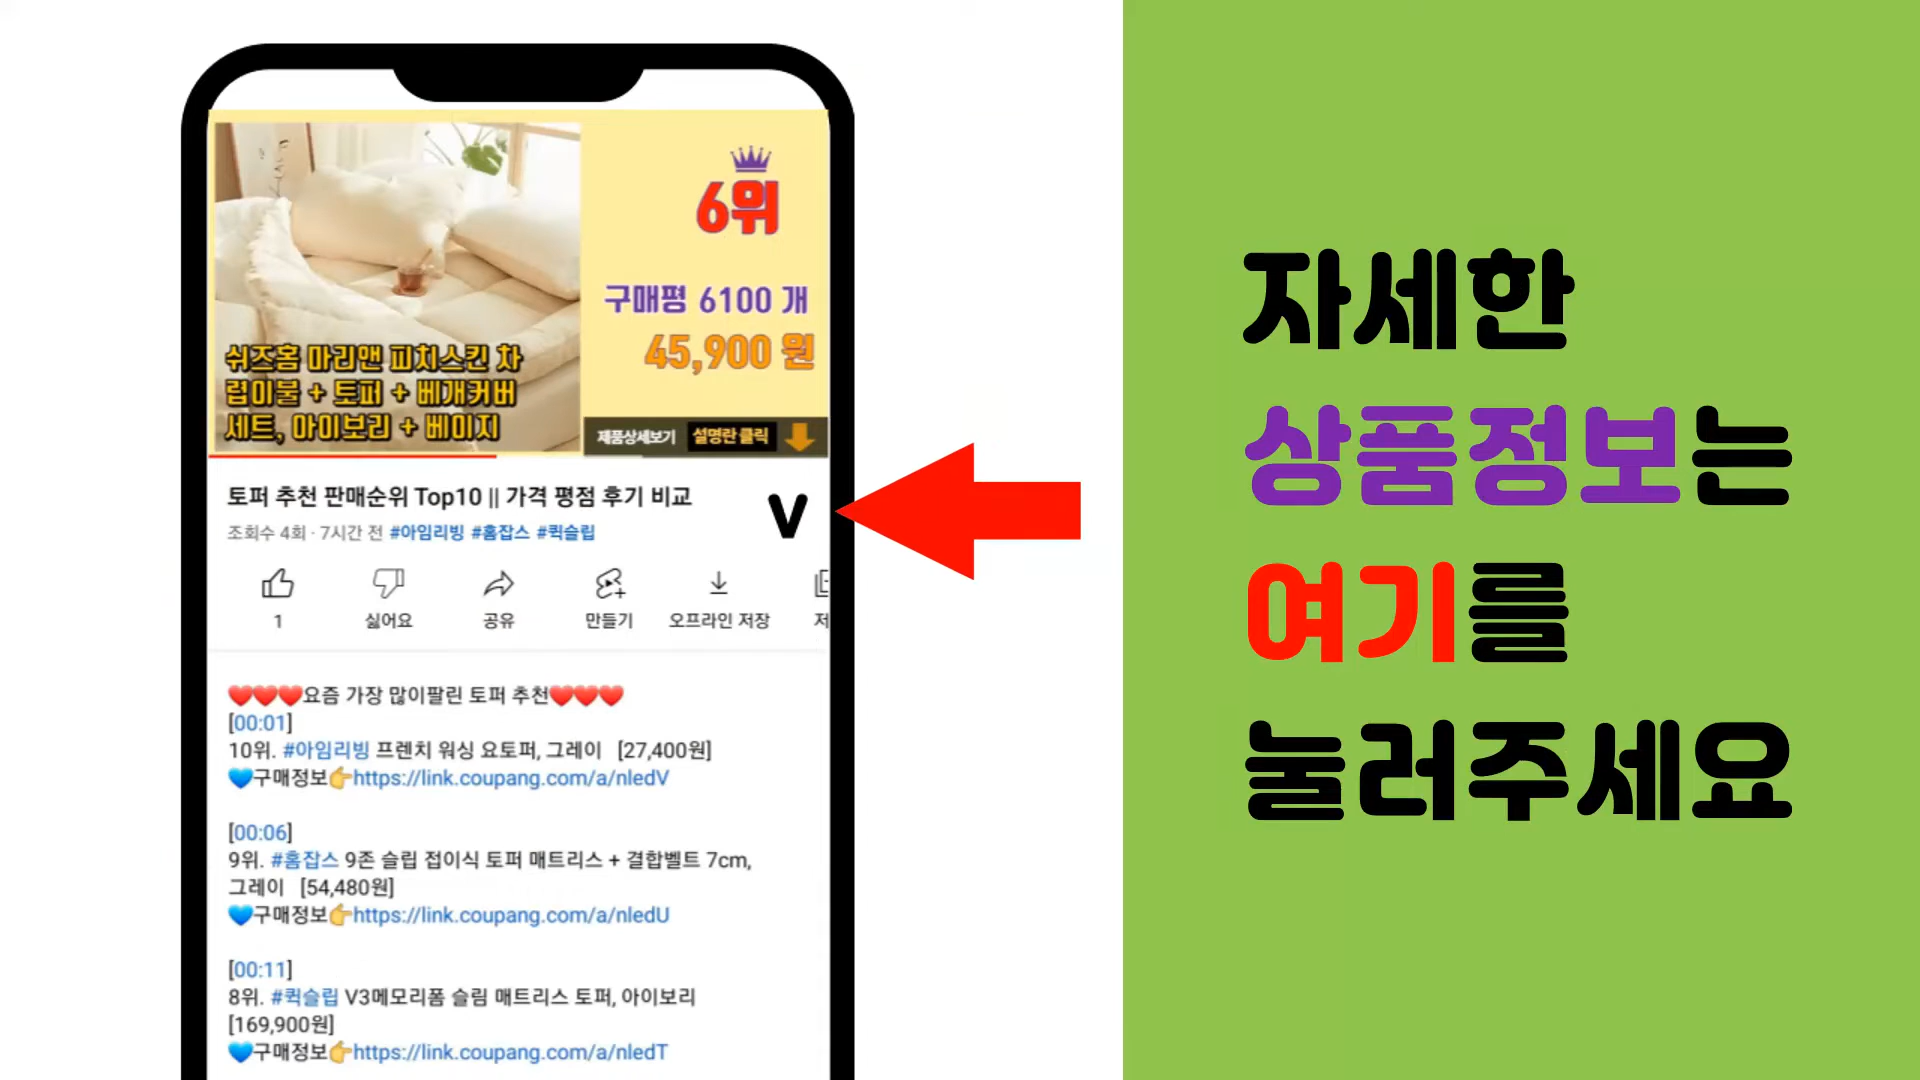 6위
구매평 6100 개
45,900 원
쉬즈홈 마리앤 피치스킨 차
렵이불 + 토퍼 + 베개커버
세트, 아이보리 + 베이지
제품상세보기 설명란 클릭
토퍼 추천 판매순위 Top10 || 가격 평점 후기 비교
V
조회수 4회 · 7시간 전 #아임리빙 #홈잡스 #퀵슬립
1 싫어요 공유 만들기 오프라인 저장 저
❤️❤️❤️요즘 가장 많이팔린 토퍼 추천❤️❤️❤️
[00:01]
10위. #아임리빙 프렌치 워싱 요토퍼, 그레이 [27,400원]
💙구매정보👉https://link.coupang.com/a/nledV
[00:06]
9위. #홈잡스 9존 슬립 접이식 토퍼 매트리스 + 결합벨트 7cm,
그레이 [54,480원]
💙구매정보👉https://link.coupang.com/a/nledU
[00:11]
8위. #퀵슬립 V3메모리폼 슬림 매트리스 토퍼, 아이보리
[169,900원]
💙구매정보👉https://link.coupang.com/a/nledT
자세한
상품정보는
여기를
눌러주세요